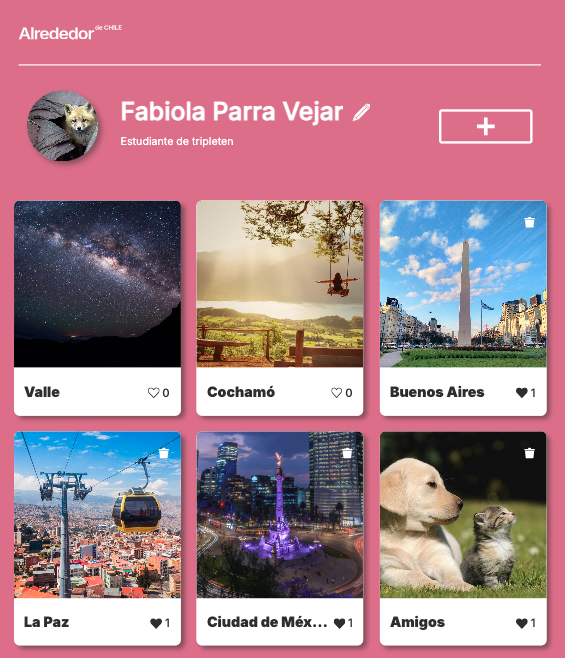 Alrededor de CHILE
Fabiola Parra Vejar
Estudiante de tripleten
Valle 0
Cochamó 0
Buenos Aires 1
La Paz 1
Ciudad de Méx... 1
Amigos 1